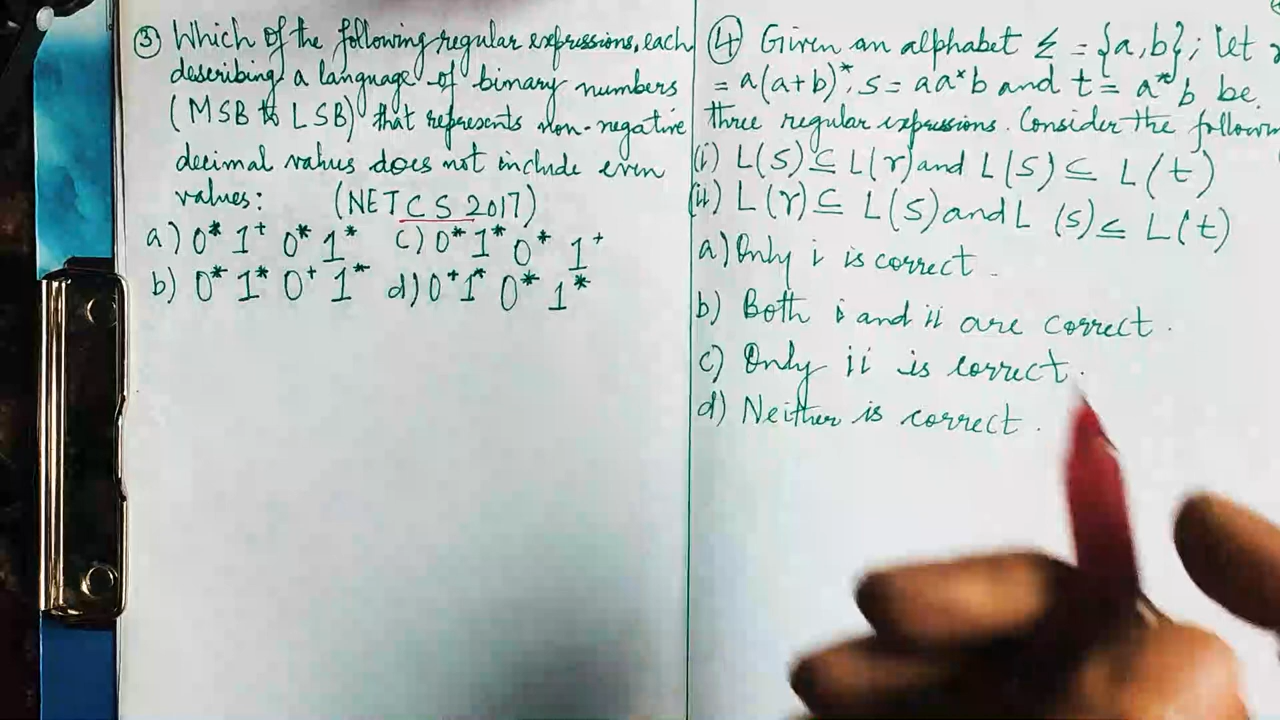 ③ Which of the following regular expressions, each
describing a language of binary numbers
(MSB to LSB) that represents non-negative
decimal values does not include even
values: (NET CS 2017)
a) 0* 1+ 0* 1* c) 0* 1* 0* 1+
b) 0* 1* 0+ 1* d) 0+ 1* 0* 1*
④ Given an alphabet Σ = {a,b}; let
= a(a+b)*; s = aa*b and t = a*b be
three regular expressions. Consider the
(i) L(s) ⊆ L(r) and L(s) ⊆ L(t)
(ii) L(r) ⊆ L(s) and L(s) ⊆ L(t)
a) Only i is correct.
b) Both i and ii are correct.
c) Only ii is correct.
d) Neither is correct.